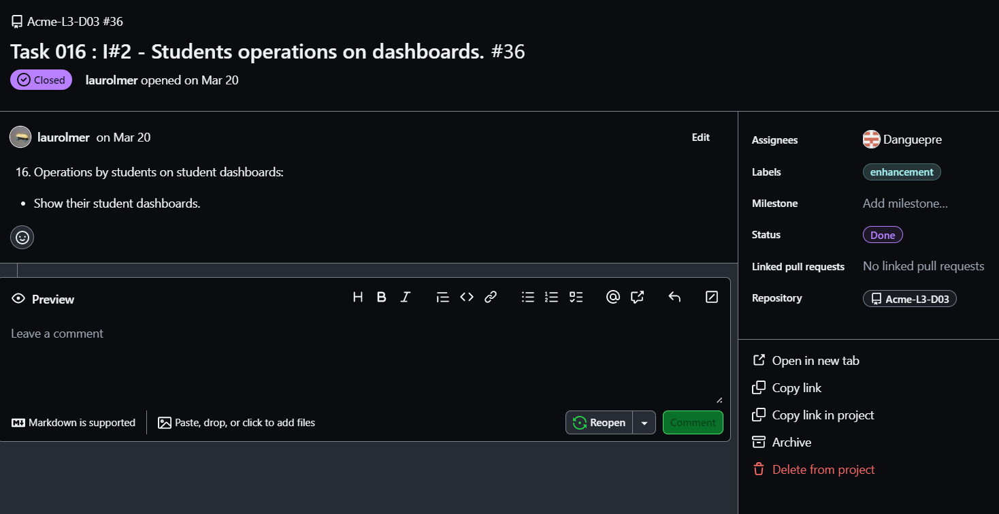 Acme-L3-D03 #36
Task 016 : I#2 - Students operations on dashboards. #36
Closed laurolmer opened on Mar 20
laurolmer on Mar 20 Edit
16. Operations by students on student dashboards:
• Show their student dashboards.
Preview H B I
Leave a comment
Markdown is supported Paste, drop, or click to add files Reopen Comment
Assignees Danguepre
Labels enhancement
Milestone Add milestone...
Status Done
Linked pull requests No linked pull requests
Repository Acme-L3-D03
Open in new tab
Copy link
Copy link in project
Archive
Delete from project